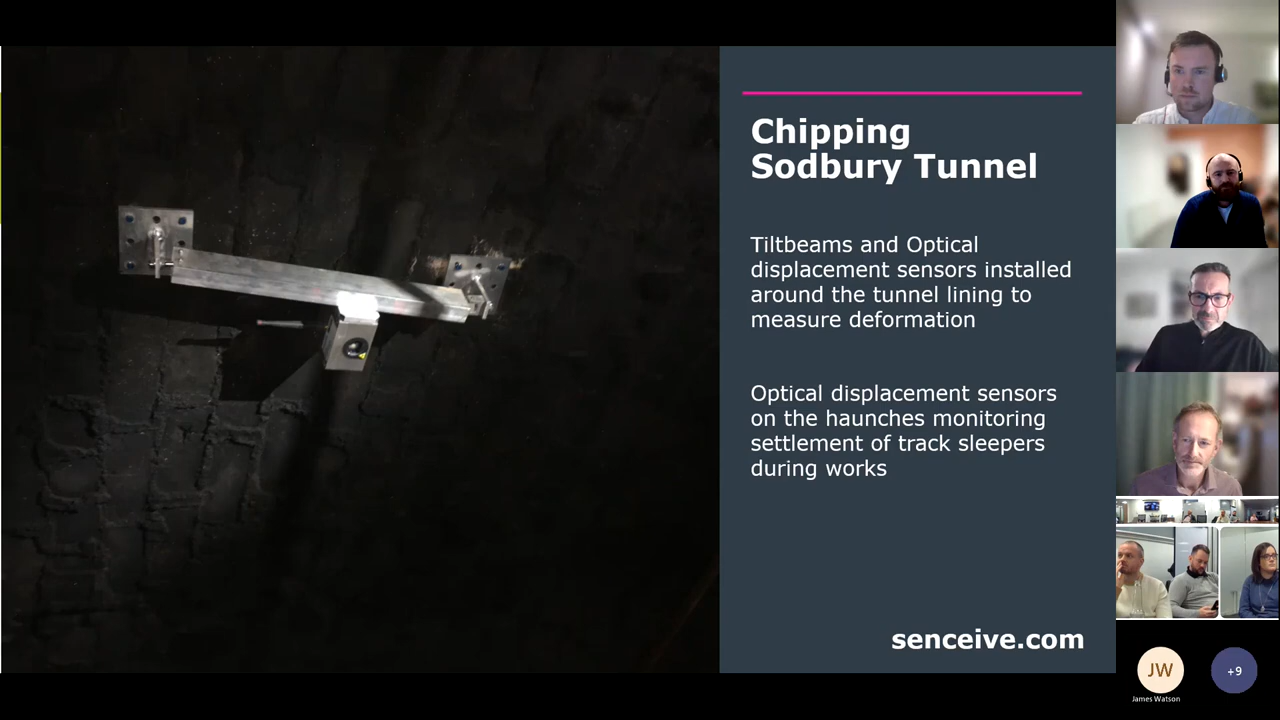 Chipping
Sodbury Tunnel
Tiltbeams and Optical
displacement sensors installed
around the tunnel lining to
measure deformation
Optical displacement sensors
on the haunches monitoring
settlement of track sleepers
during works
senceive.com
JW
James Watson
+9